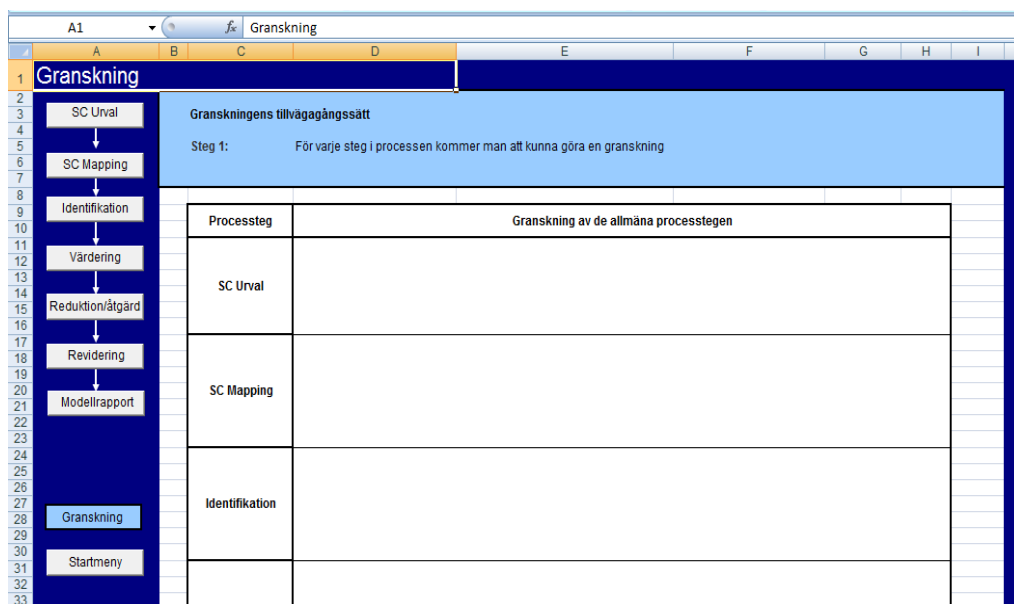 A1
fx Granskning
A B C D E F G H I
1 Granskning
2
3 SC Urval Granskningens tillvägagångssätt
4
5 Steg 1: För varje steg i processen kommer man att kunna göra en granskning
6 SC Mapping
7
8
9 Identifikation
10 Processteg Granskning av de allmäna processtegen
11
12 Värdering
13
14 SC Urval
15 Reduktion/åtgärd
16
17
18 Revidering
19
20 SC Mapping
21 Modellrapport
22
23
24
25
26
27 Identifikation
28 Granskning
29
30
31 Startmeny
32
33